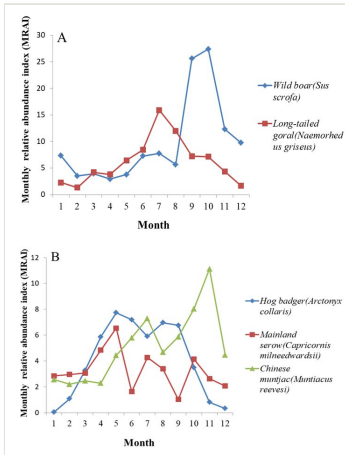 A
Monthly relative abundance index (MRAI)
30
25
20
15
10
5
0
1 2 3 4 5 6 7 8 9 10 11 12
Month
Wild boar(Sus
scrofa)
Long-tailed
goral(Naemorhed
us griseus)
B
Monthly relative abundance index (MRAI)
12
10
8
6
4
2
0
1 2 3 4 5 6 7 8 9 10 11 12
Month
Hog badger(Arctonyx
collaris)
Mainland
serow(Capricornis
milneedwardsii)
Chinese
muntjac(Muntiacus
reevesi)